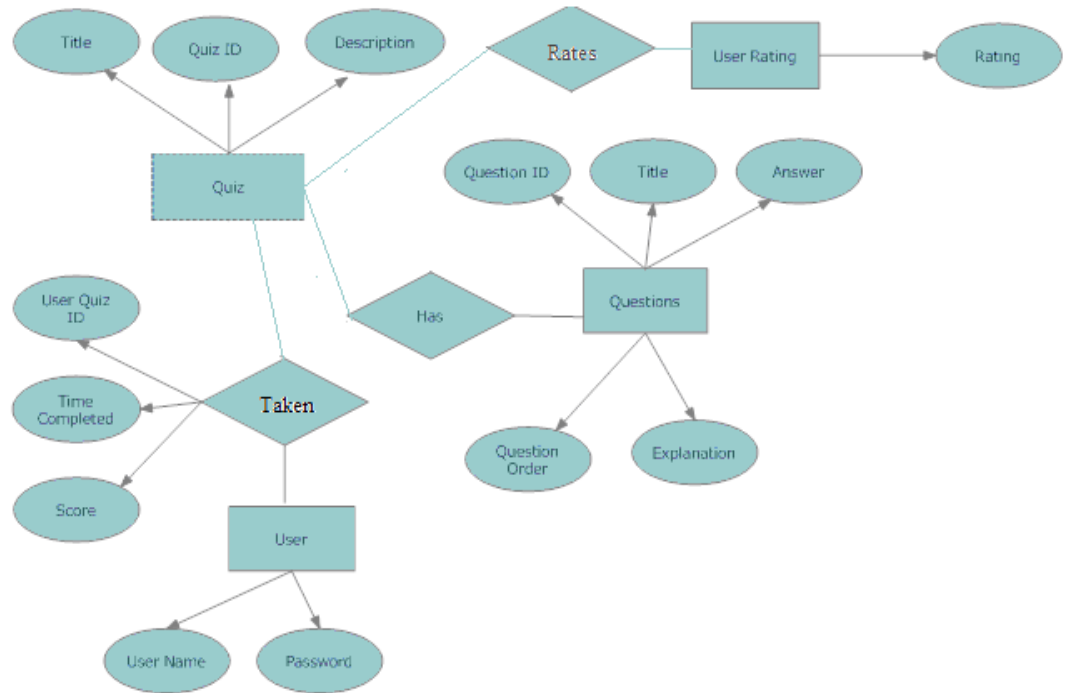 Title
Quiz ID
Description
Rates
User Rating
Rating
Question ID
Title
Answer
Quiz
User Quiz
ID
Has
Questions
Time
Completed
Taken
Question
Order
Explanation
Score
User
User Name
Password